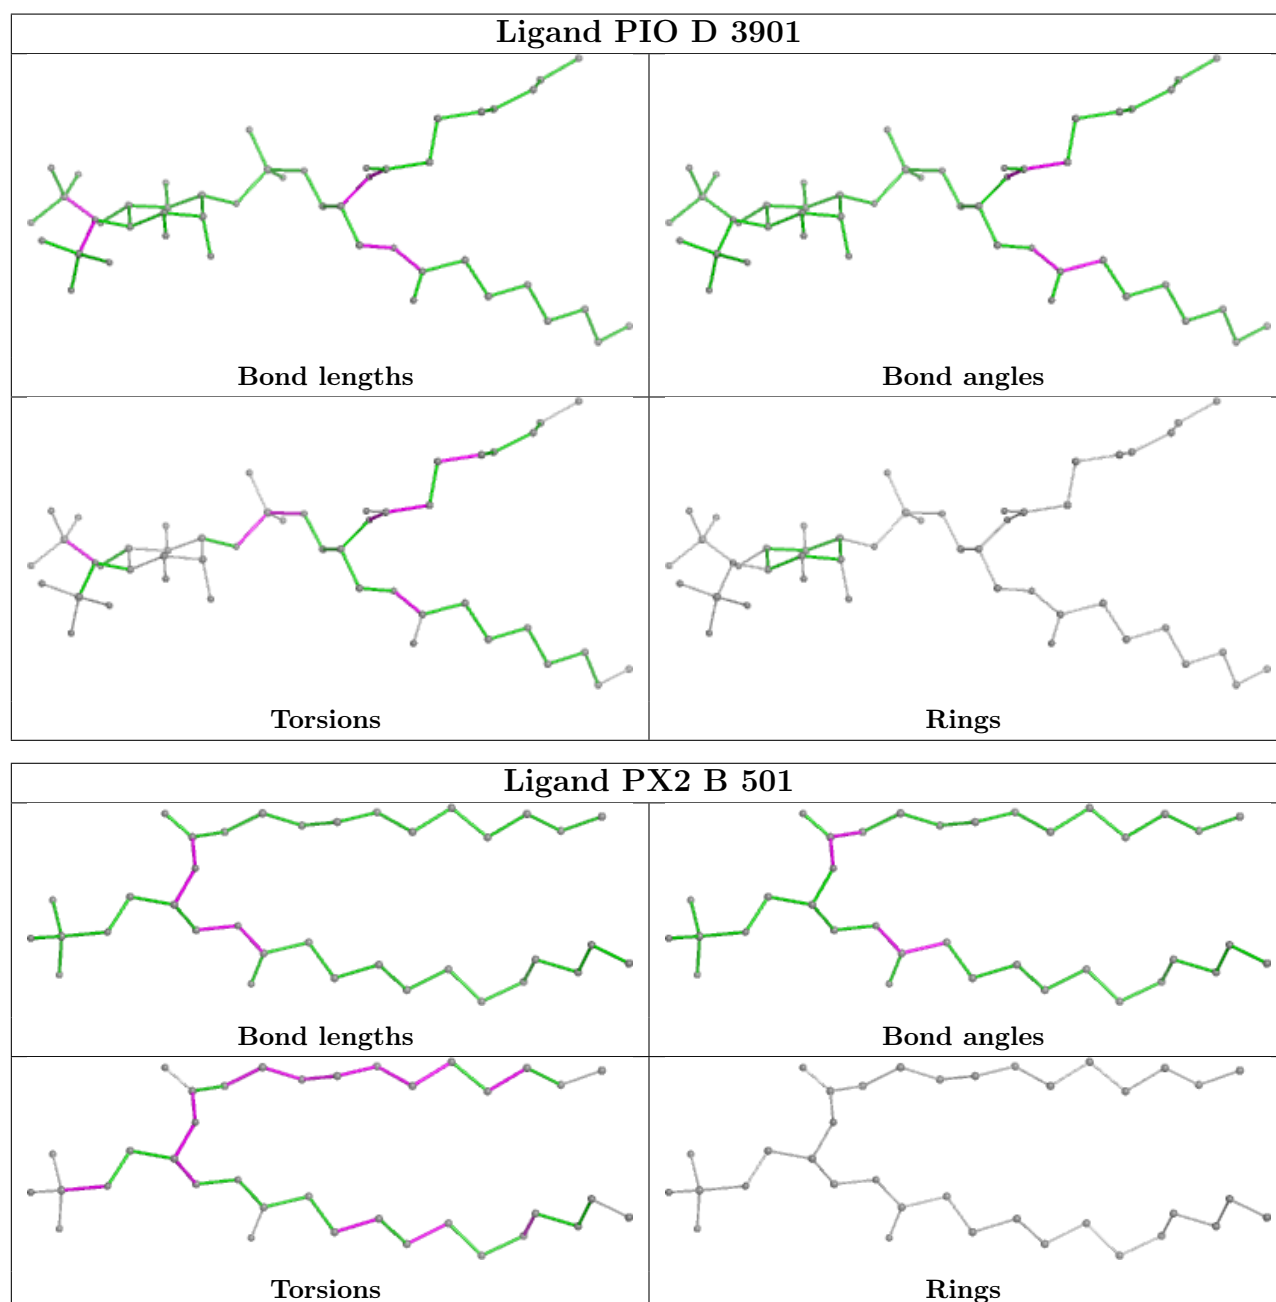 Ligand PIO D 3901
Bond lengths
Bond angles
Torsions
Rings
Ligand PX2 B 501
Bond lengths
Bond angles
Torsions
Rings